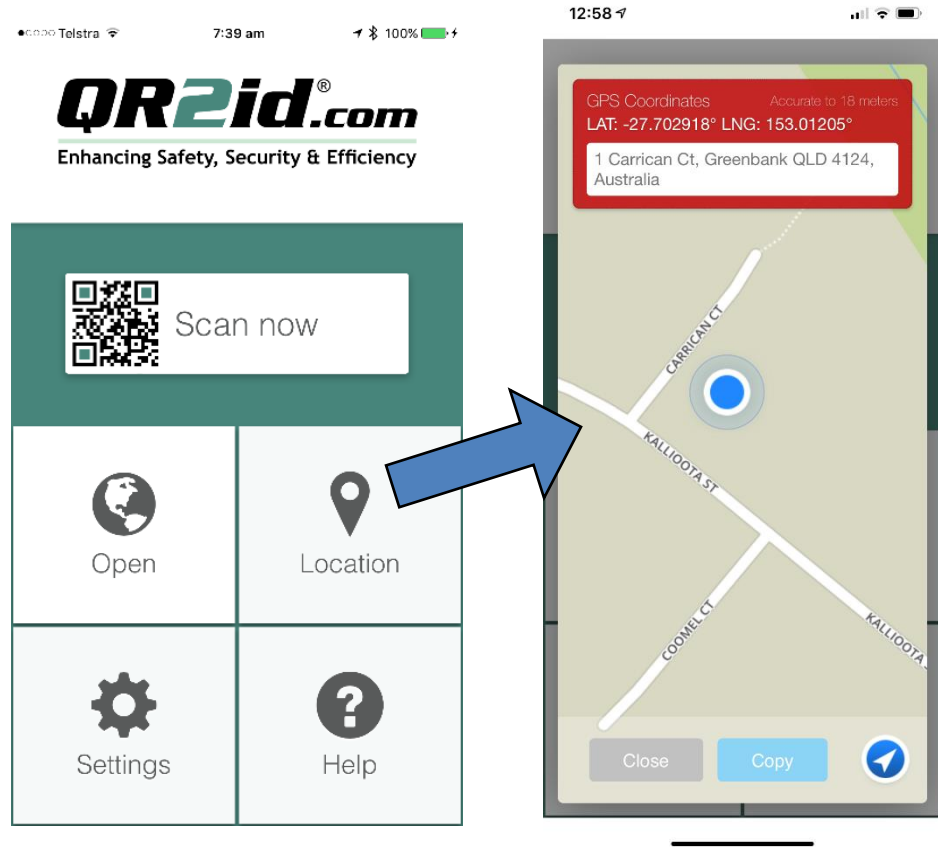 Telstra 7:39 am 100%
QR2id®.com
Enhancing Safety, Security & Efficiency
Scan now
Open
Location
Settings
Help
12:58
GPS Coordinates Accurate to 18 meters
LAT: -27.702918° LNG: 153.01205°
1 Carrican Ct, Greenbank QLD 4124,
Australia
CARRICAN CT
KALLIOOTA ST
COOMEL CT
KALLIOOTA
Close Copy